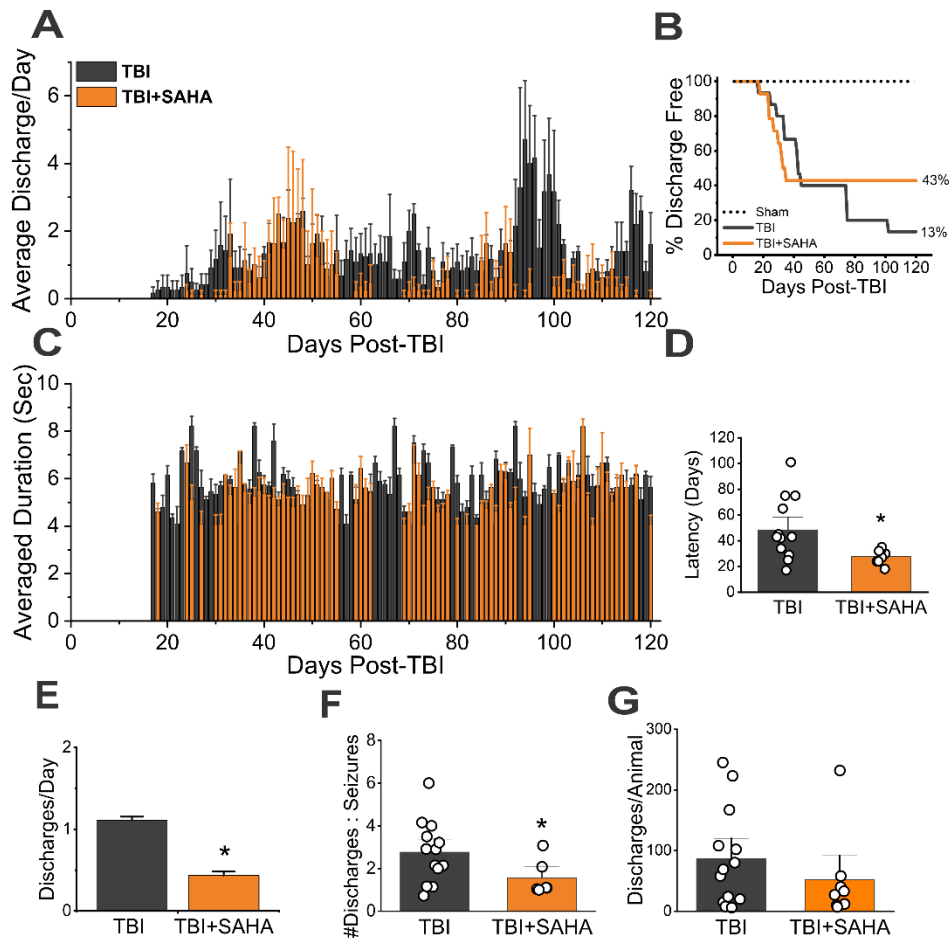 A
Average Discharge/Day
6
4
2
0
TBI
TBI+SAHA
20 40 60 80 100 120
Days Post-TBI
B
% Discharge Free
100
80
60
40
20
0
43%
13%
Sham
TBI
TBI+SAHA
0 20 40 60 80 100 120
Days Post-TBI
C
Averaged Duration (Sec)
10
8
6
4
2
0
20 40 60 80 100 120
Days Post-TBI
D
Latency (Days)
120
100
80
60
40
20
0
*
TBI TBI+SAHA
E
Discharges/Day
2
1
0
*
TBI TBI+SAHA
F
#Discharges : Seizures
8
6
4
2
0
*
TBI TBI+SAHA
G
Discharges/Animal
300
200
100
0
TBI TBI+SAHA